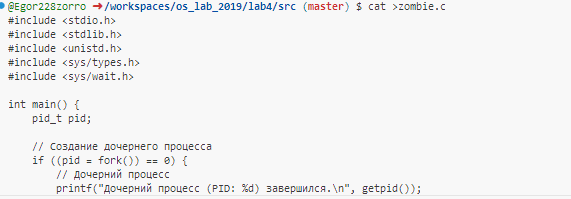 @Egor228zorro ➜/workspaces/os_lab_2019/lab4/src (master) $ cat >zombie.c
#include <stdio.h>
#include <stdlib.h>
#include <unistd.h>
#include <sys/types.h>
#include <sys/wait.h>
int main() {
pid_t pid;
// Создание дочернего процесса
if ((pid = fork()) == 0) {
// Дочерний процесс
printf("Дочерний процесс (PID: %d) завершился.\n", getpid());